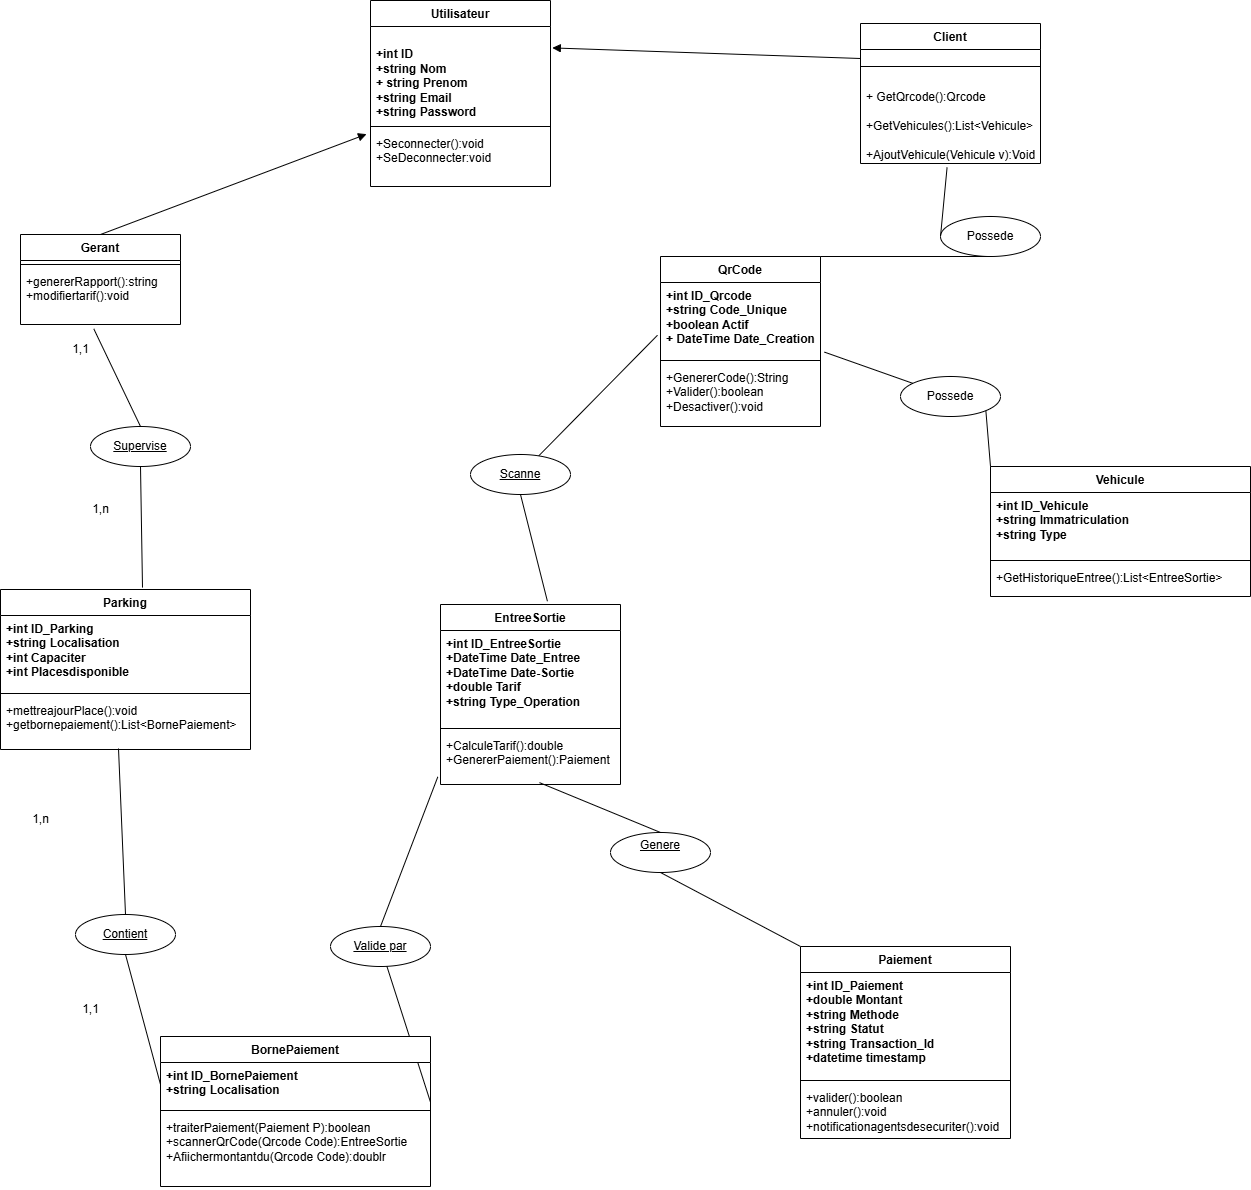 Utilisateur
+int ID
+string Nom
+ string Prenom
+string Email
+string Password
+Seconnecter():void
+SeDeconnecter:void
Client
+ GetQrcode():Qrcode
+GetVehicules():List<Vehicule>
+AjoutVehicule(Vehicule v):Void
Gerant
+genererRapport():string
+modifiertarif():void
Possede
QrCode
+int ID_Qrcode
+string Code_Unique
+boolean Actif
+ DateTime Date_Creation
+GenererCode():String
+Valider():boolean
+Desactiver():void
1,1
Supervise
1,n
Possede
Scanne
Vehicule
+int ID_Vehicule
+string Immatriculation
+string Type
+GetHistoriqueEntree():List<EntreeSortie>
Parking
+int ID_Parking
+string Localisation
+int Capaciter
+int Placesdisponible
+mettreajourPlace():void
+getbornepaiement():List<BornePaiement>
EntreeSortie
+int ID_EntreeSortie
+DateTime Date_Entree
+DateTime Date-Sortie
+double Tarif
+string Type_Operation
+CalculeTarif():double
+GenererPaiement():Paiement
1,n
Genere
Contient
Valide par
1,1
Paiement
+int ID_Paiement
+double Montant
+string Methode
+string Statut
+string Transaction_Id
+datetime timestamp
+valider():boolean
+annuler():void
+notificationagentsdesecuriter():void
BornePaiement
+int ID_BornePaiement
+string Localisation
+traiterPaiement(Paiement P):boolean
+scannerQrCode(Qrcode Code):EntreeSortie
+Afiichermontantdu(Qrcode Code):doublr